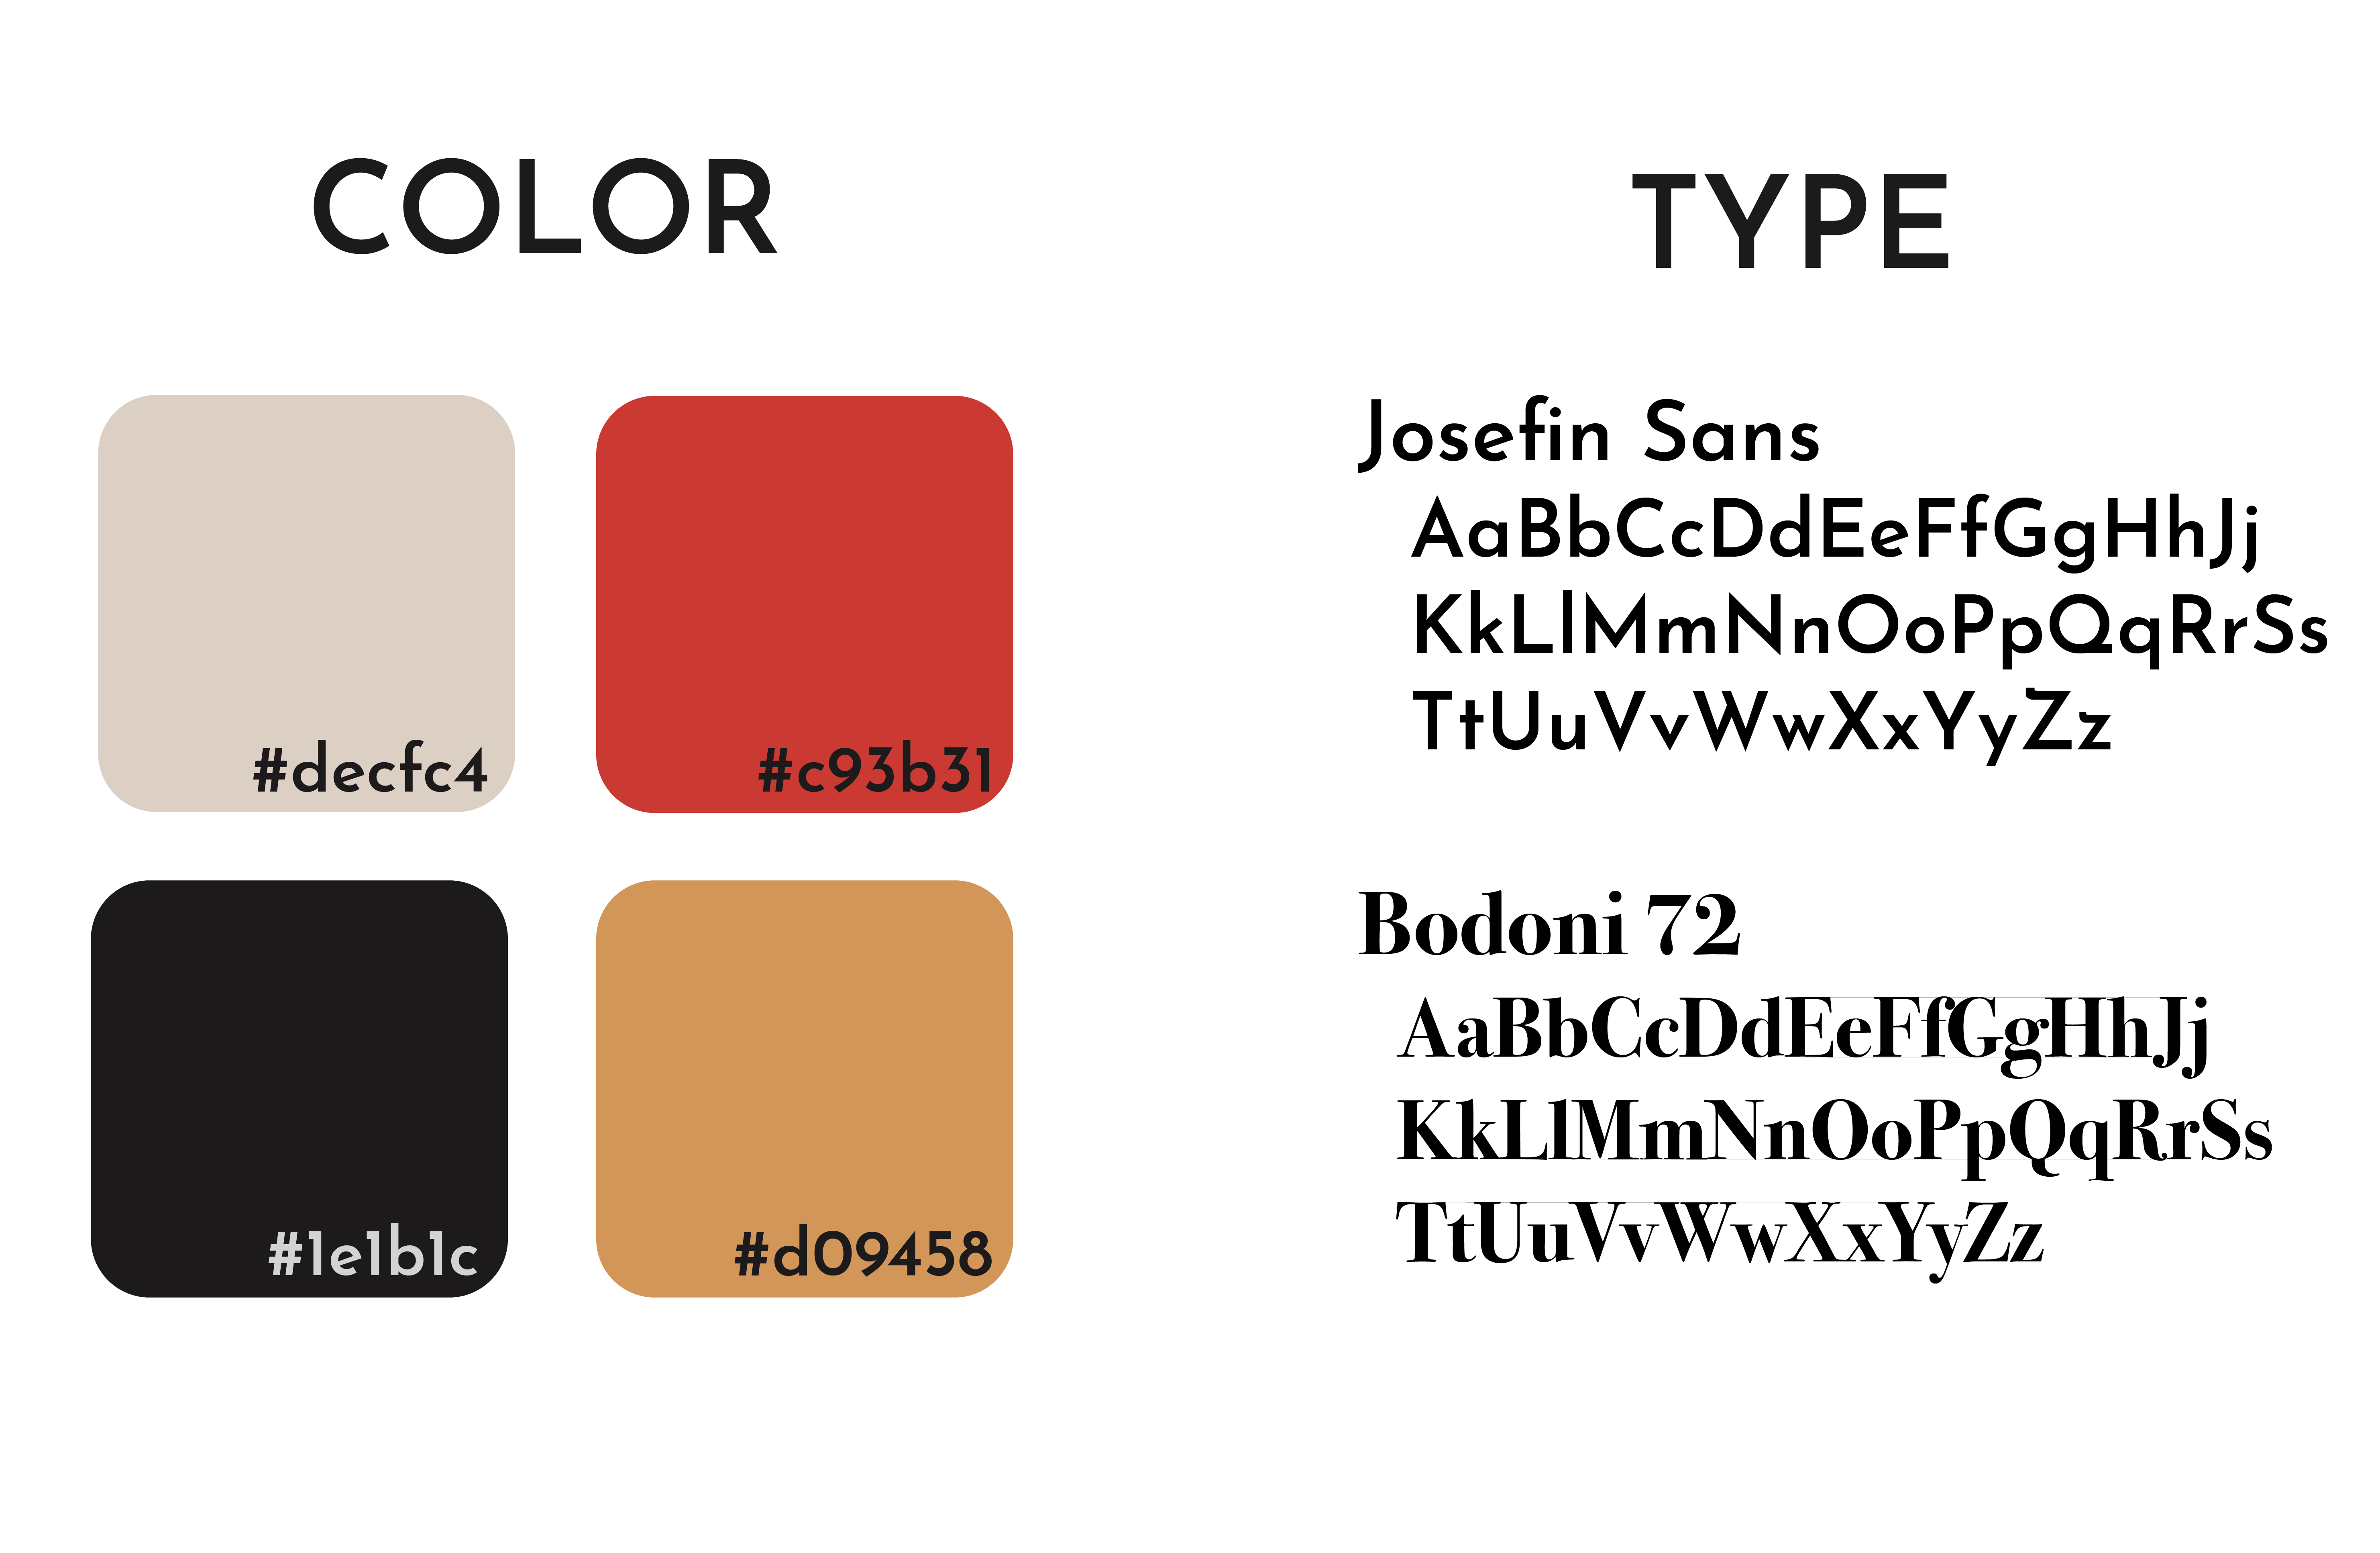 COLOR
#decfc4
#c93b31
#1e1b1c
#d09458
TYPE
Josefin Sans
AaBbCcDdEeFfGgHhJj
KkLlMmNnOoPpQqRrSs
TtUuVvWwXxYyZz
Bodoni 72
AaBbCcDdEeFfGgHhJj
KkLlMmNnOoPpQqRrSs
TtUuVvWwXxYyZz